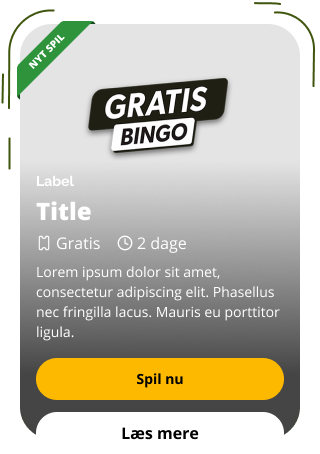 NYT SPIL
GRATIS
BINGO
Label
Title
Gratis 2 dage
Lorem ipsum dolor sit amet,
consectetur adipiscing elit. Phasellus
nec fringilla lacus. Mauris eu porttitor
ligula.
Spil nu
Læs mere